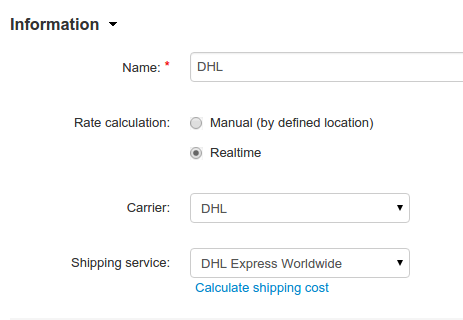 Information
Name: *
DHL
Rate calculation:
Manual (by defined location)
Realtime
Carrier:
DHL
Shipping service:
DHL Express Worldwide
Calculate shipping cost